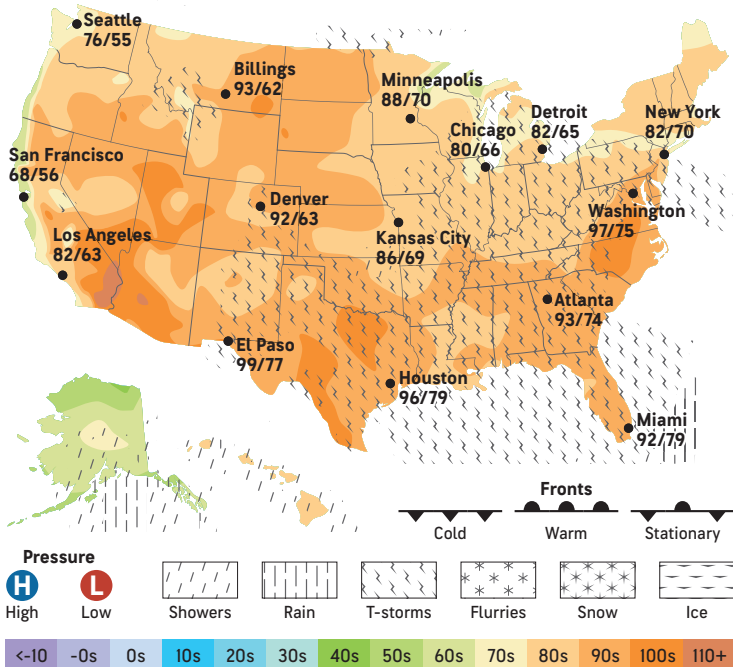 Seattle
76/55
Billings
93/62
Minneapolis
88/70
Detroit
82/65
New York
82/70
Chicago
80/66
San Francisco
68/56
Denver
92/63
Washington
97/75
Los Angeles
82/63
Kansas City
86/69
Atlanta
93/74
El Paso
99/77
Houston
96/79
Miami
92/79
Fronts
Cold Warm Stationary
Pressure
H L
High Low Showers Rain T-storms Flurries Snow Ice
<-10 -0s 0s 10s 20s 30s 40s 50s 60s 70s 80s 90s 100s 110+